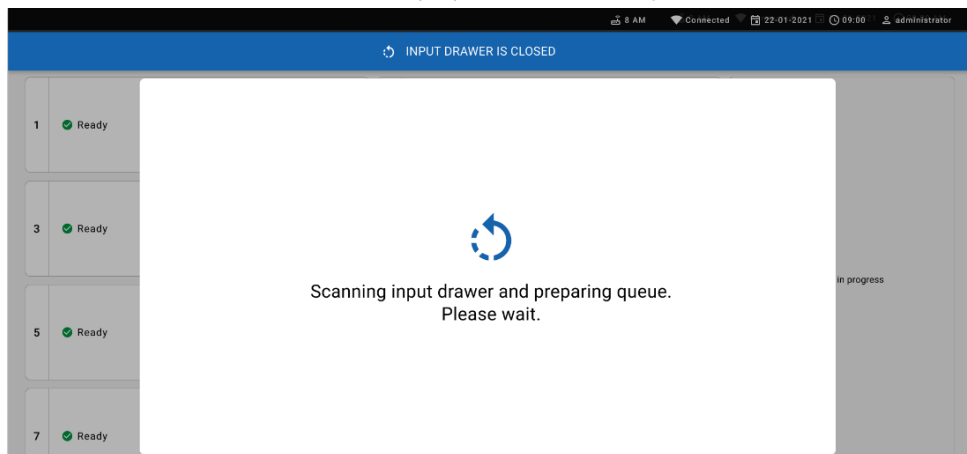 8 AM Connected 22-01-2021 09:00 administrator
INPUT DRAWER IS CLOSED
1 Ready
3 Ready
Scanning input drawer and preparing queue.
Please wait.
in progress
5 Ready
7 Ready